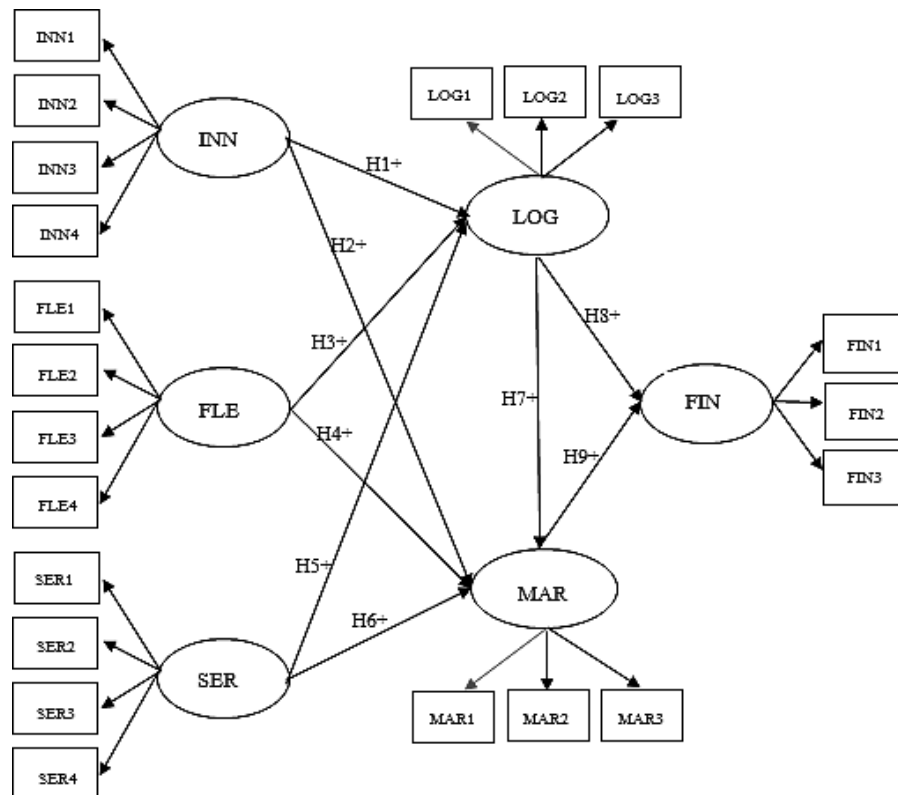 INN1
INN2
INN3
INN4
INN
FLE1
FLE2
FLE3
FLE4
FLE
SER1
SER2
SER3
SER4
SER
H1+
H2+
H3+
H4+
H5+
H6+
LOG1
LOG2
LOG3
LOG
H7+
H8+
H9+
MAR
MAR1
MAR2
MAR3
FIN
FIN1
FIN2
FIN3